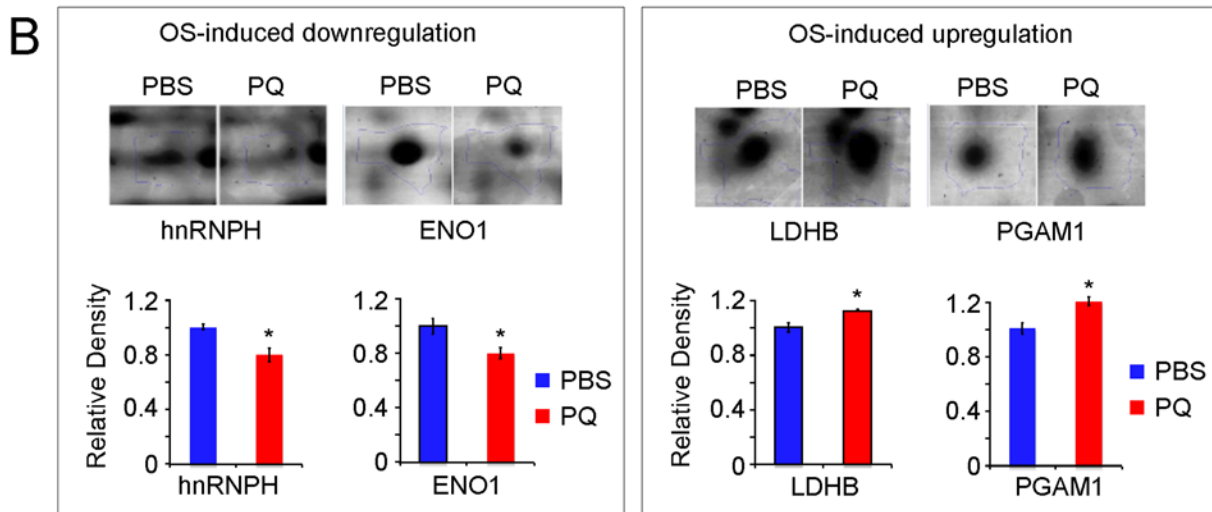 B
OS-induced downregulation
PBS PQ PBS PQ
hnRNPH ENO1
Relative Density
1.2
0.8
0.4
0
*
hnRNPH
1.2
0.8
0.4
0
*
ENO1
PBS
PQ
OS-induced upregulation
PBS PQ PBS PQ
LDHB PGAM1
Relative Density
1.2
0.8
0.4
0
*
LDHB
1.2
0.8
0.4
0
*
PGAM1
PBS
PQ